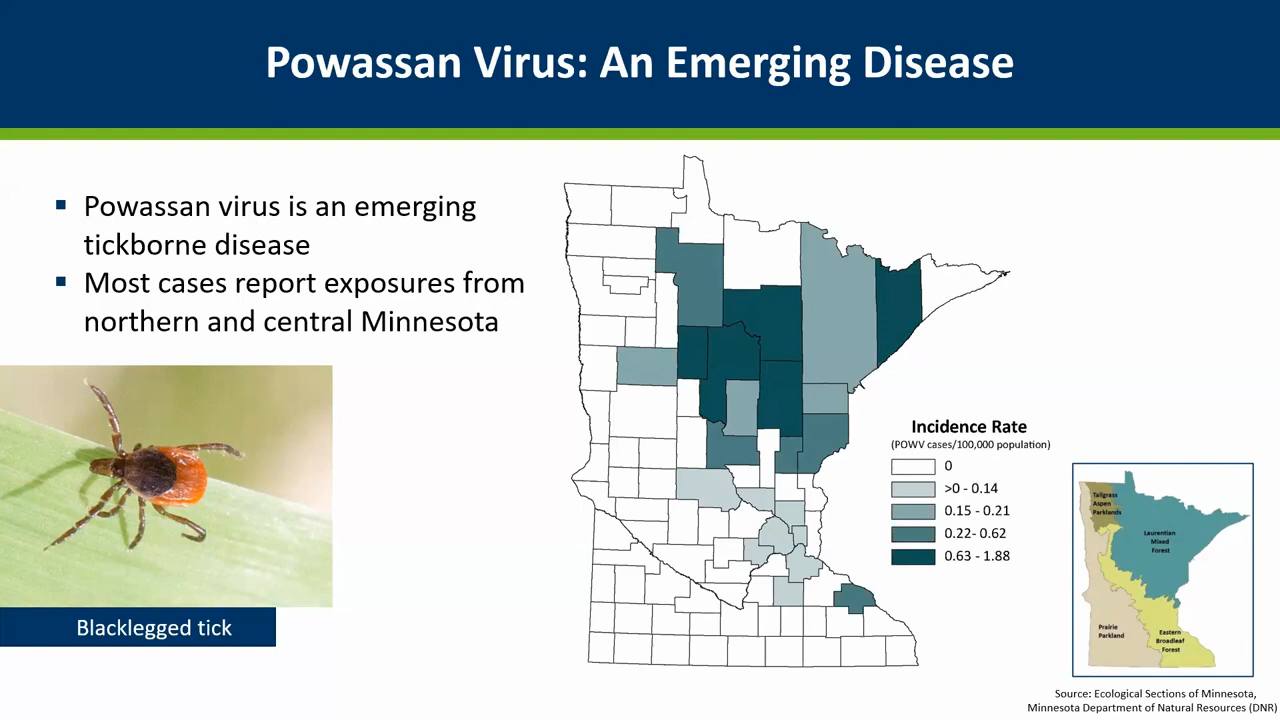 Powassan Virus: An Emerging Disease
▪ Powassan virus is an emerging
tickborne disease
▪ Most cases report exposures from
northern and central Minnesota
Blacklegged tick
Incidence Rate
(POWV cases/100,000 population)
0
>0 - 0.14
0.15 - 0.21
0.22- 0.62
0.63 - 1.88
Tallgrass
Aspen
Parklands
Laurentian
Mixed
Forest
Prairie
Parkland
Eastern
Broadleaf
Forest
Source: Ecological Sections of Minnesota,
Minnesota Department of Natural Resources (DNR)